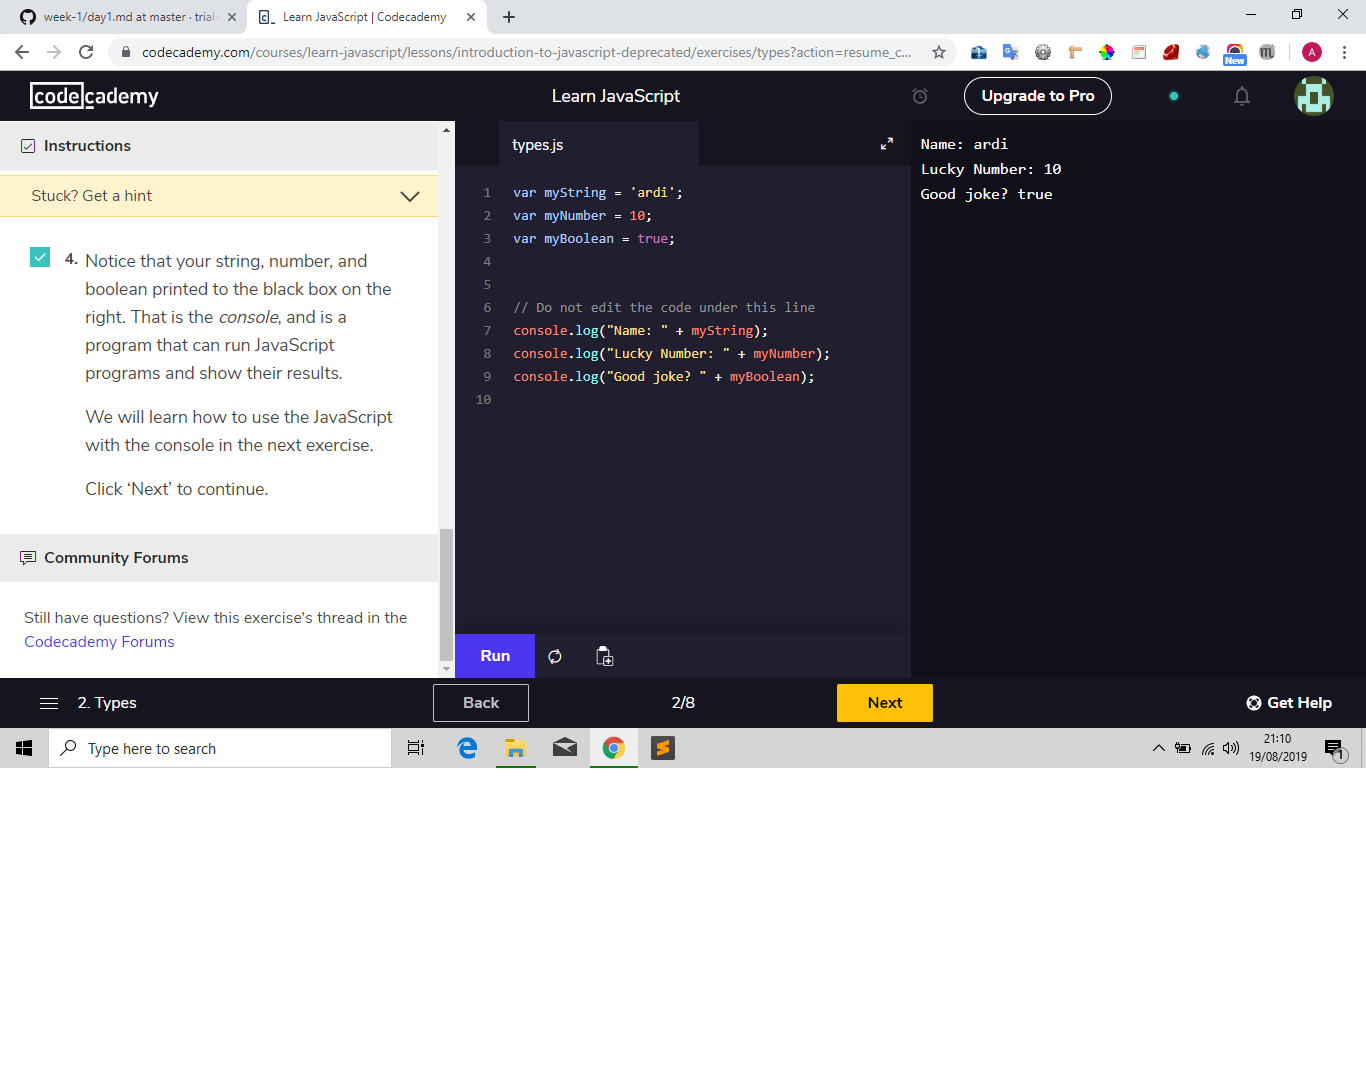 week-1/day1.md at master · trial-
Learn JavaScript | Codecademy
codecademy.com/courses/learn-javascript/lessons/introduction-to-javascript-deprecated/exercises/types?action=resume_c...
New
A
codecademy
Learn JavaScript
Upgrade to Pro
Instructions
Stuck? Get a hint
4. Notice that your string, number, and
boolean printed to the black box on the
right. That is the console, and is a
program that can run JavaScript
programs and show their results.
We will learn how to use the JavaScript
with the console in the next exercise.
Click ‘Next’ to continue.
Community Forums
Still have questions? View this exercise's thread in the
Codecademy Forums
types.js
1 var myString = 'ardi';
2 var myNumber = 10;
3 var myBoolean = true;
4
5
6 // Do not edit the code under this line
7 console.log("Name: " + myString);
8 console.log("Lucky Number: " + myNumber);
9 console.log("Good joke? " + myBoolean);
10
Run
Name: ardi
Lucky Number: 10
Good joke? true
2. Types
Back
2/8
Next
Get Help
Type here to search
21:10
19/08/2019
1